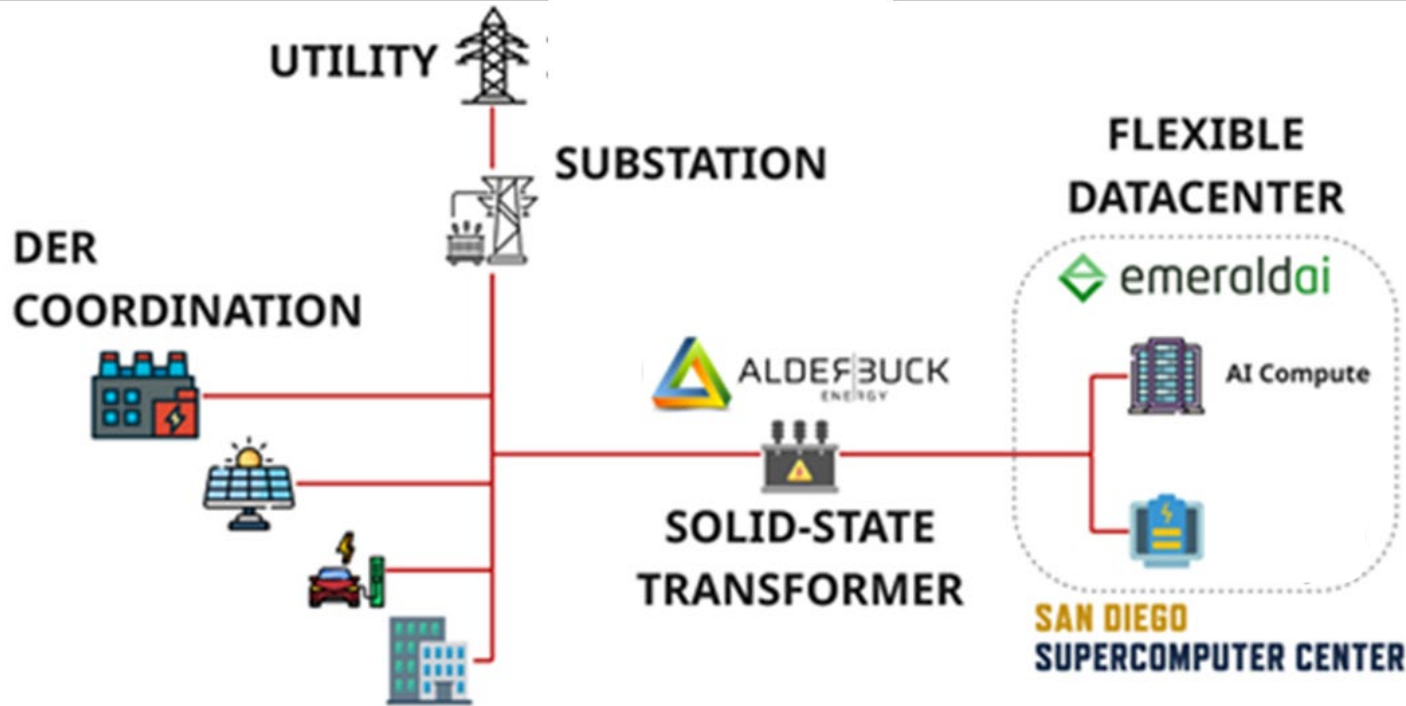 UTILITY
SUBSTATION
FLEXIBLE
DATACENTER
DER
COORDINATION
emeraldai
ALDERBUCK
ENERGY
AI Compute
SOLID-STATE
TRANSFORMER
SAN DIEGO
SUPERCOMPUTER CENTER